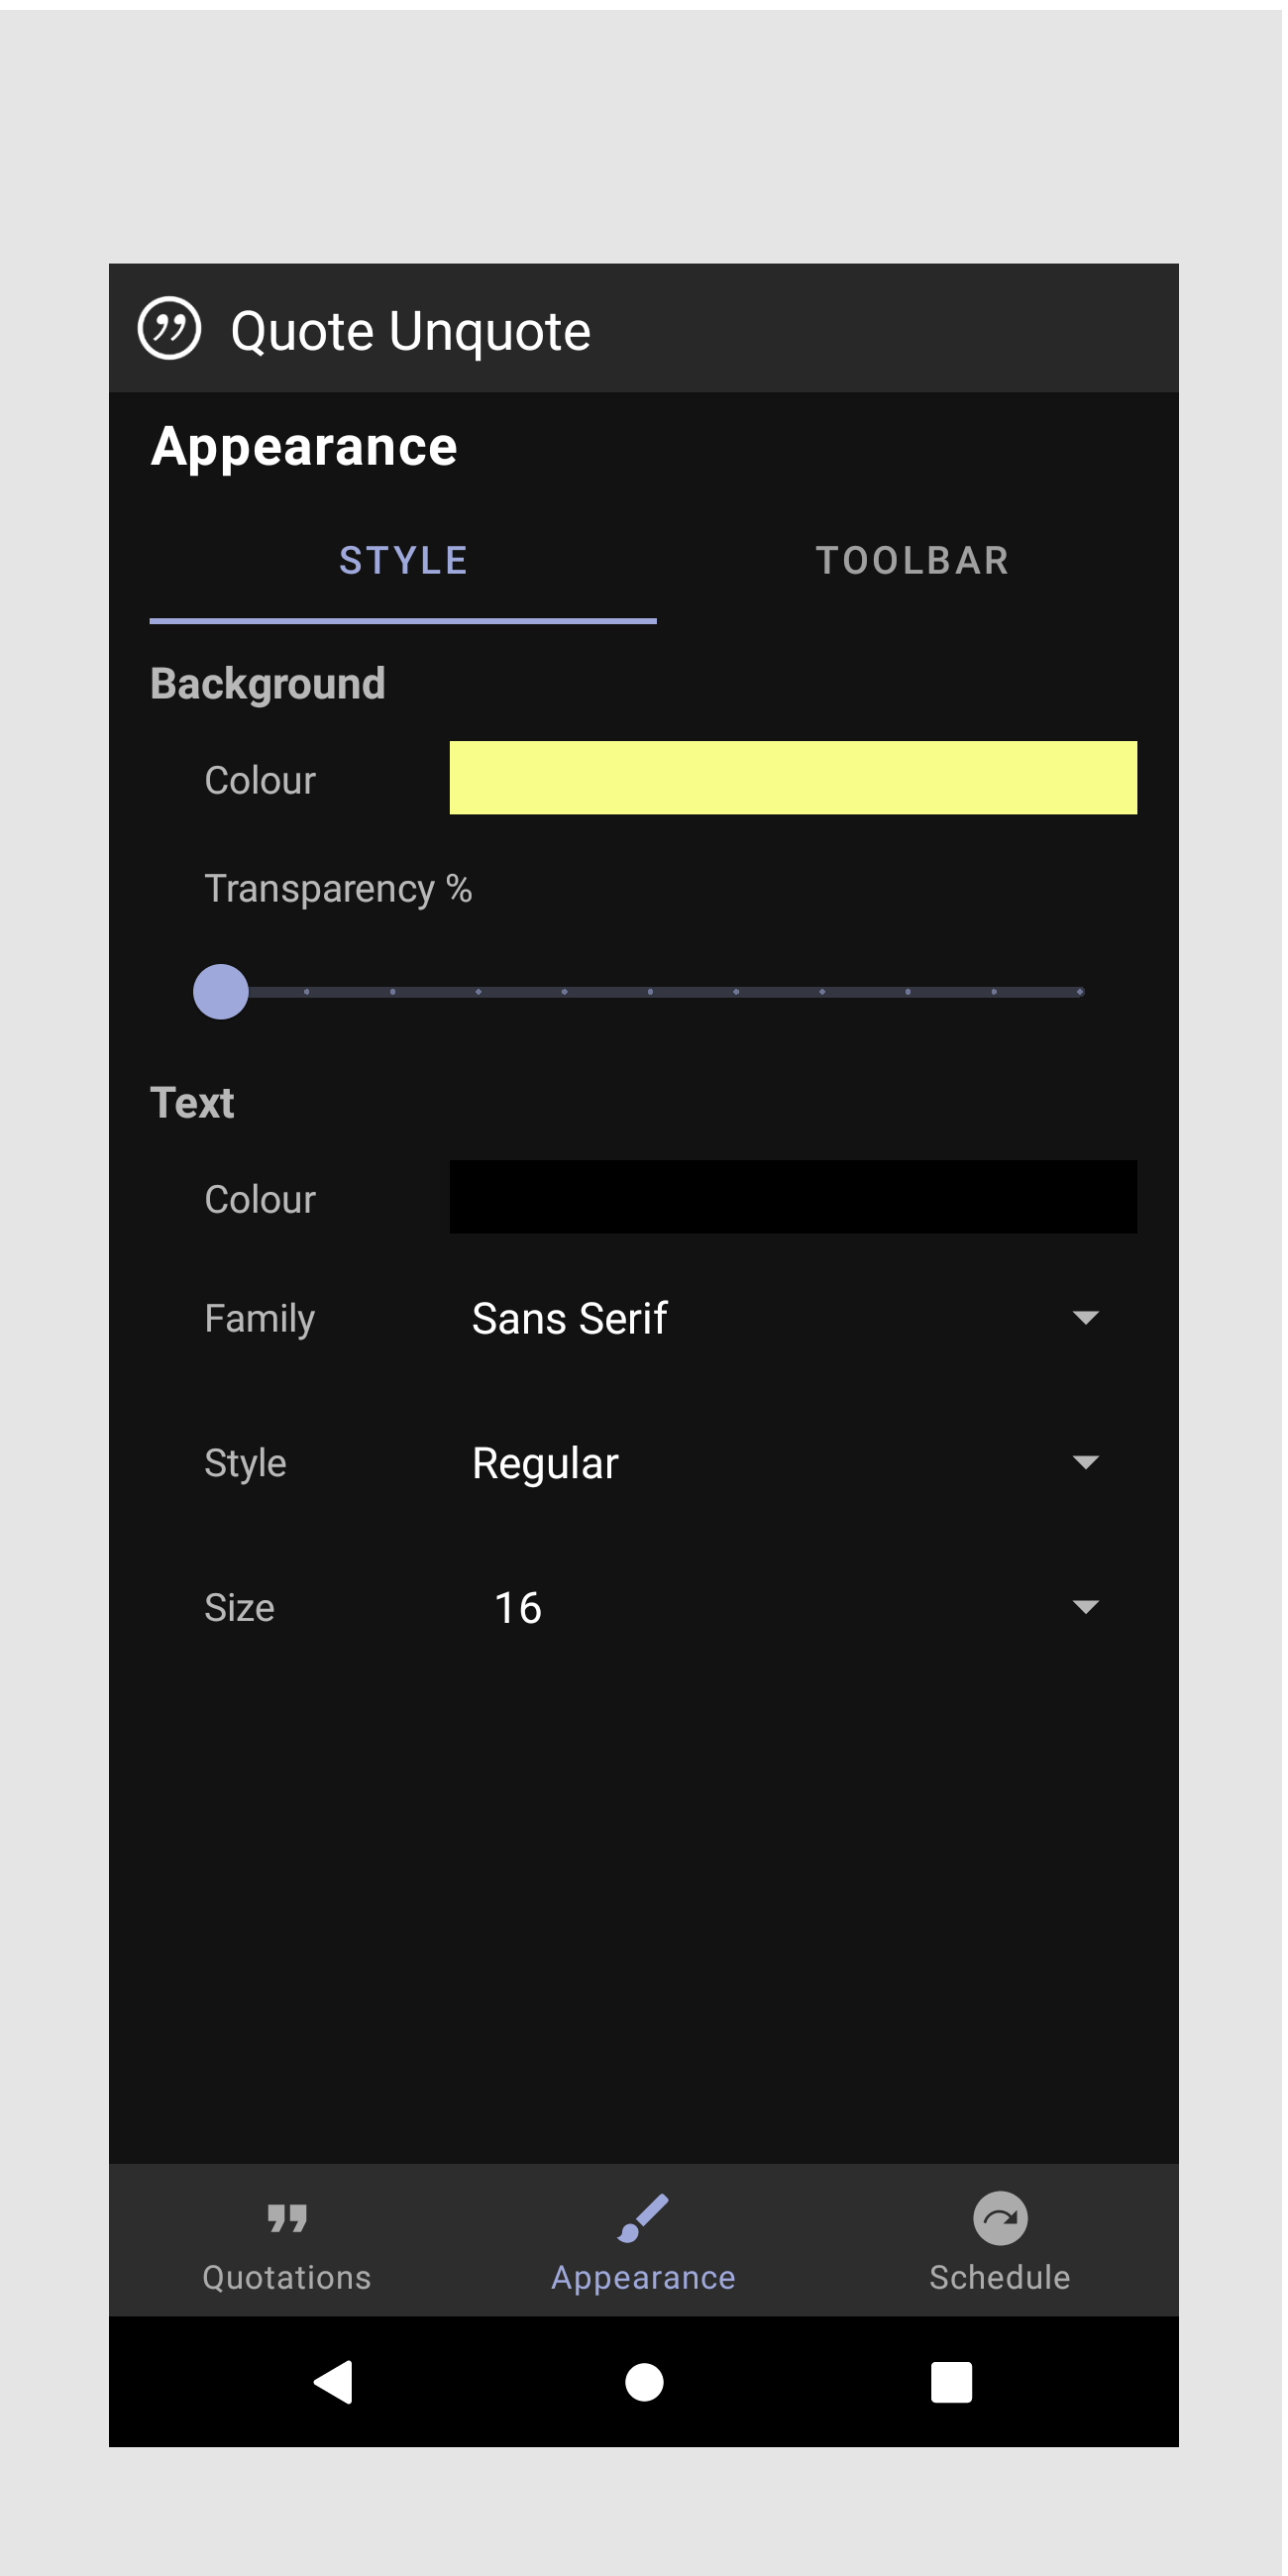 Quote Unquote
Appearance
STYLE TOOLBAR
Background
Colour
Transparency %
Text
Colour
Family Sans Serif
Style Regular
Size 16
Quotations Appearance Schedule